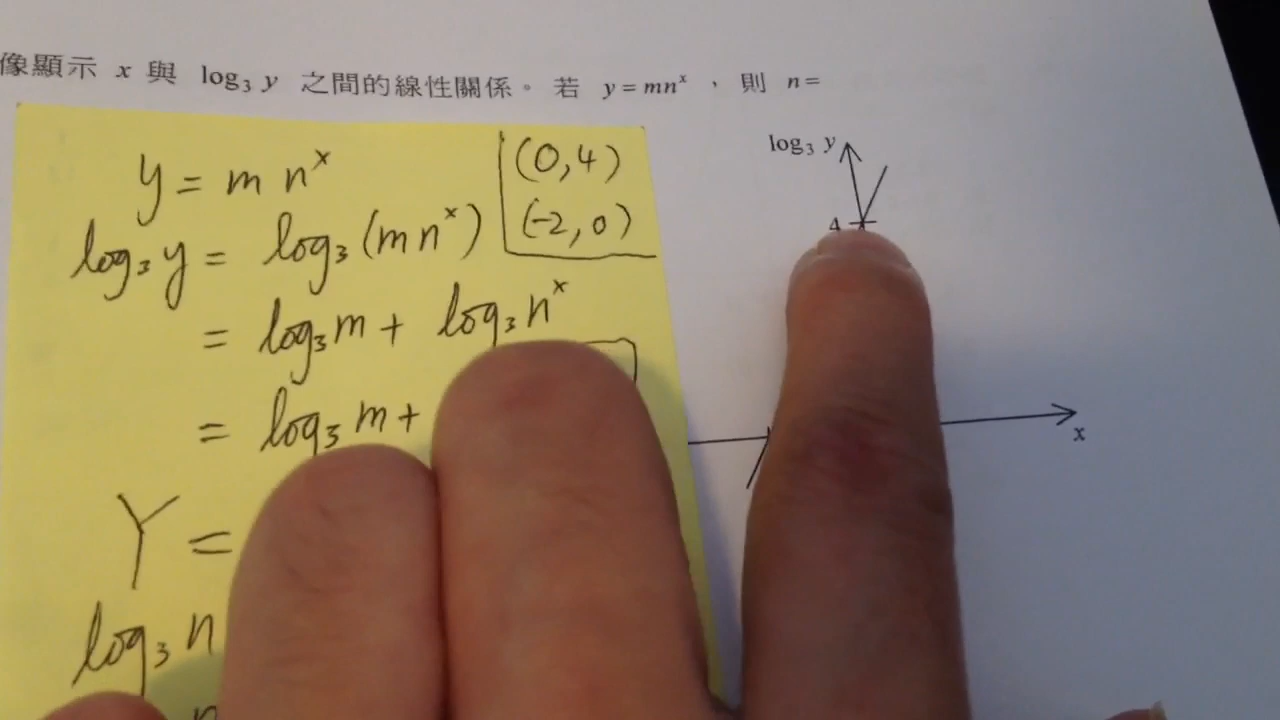 像顯示 x 與 log₃ y 之間的線性關係。若 y = mnˣ ，則 n =
y = m nˣ
(0,4)
(-2,0)
log₃ y = log₃ (m nˣ)
= log₃ m + log₃ nˣ
= log₃ m +
Y =
log₃ n
log₃ y
4
x